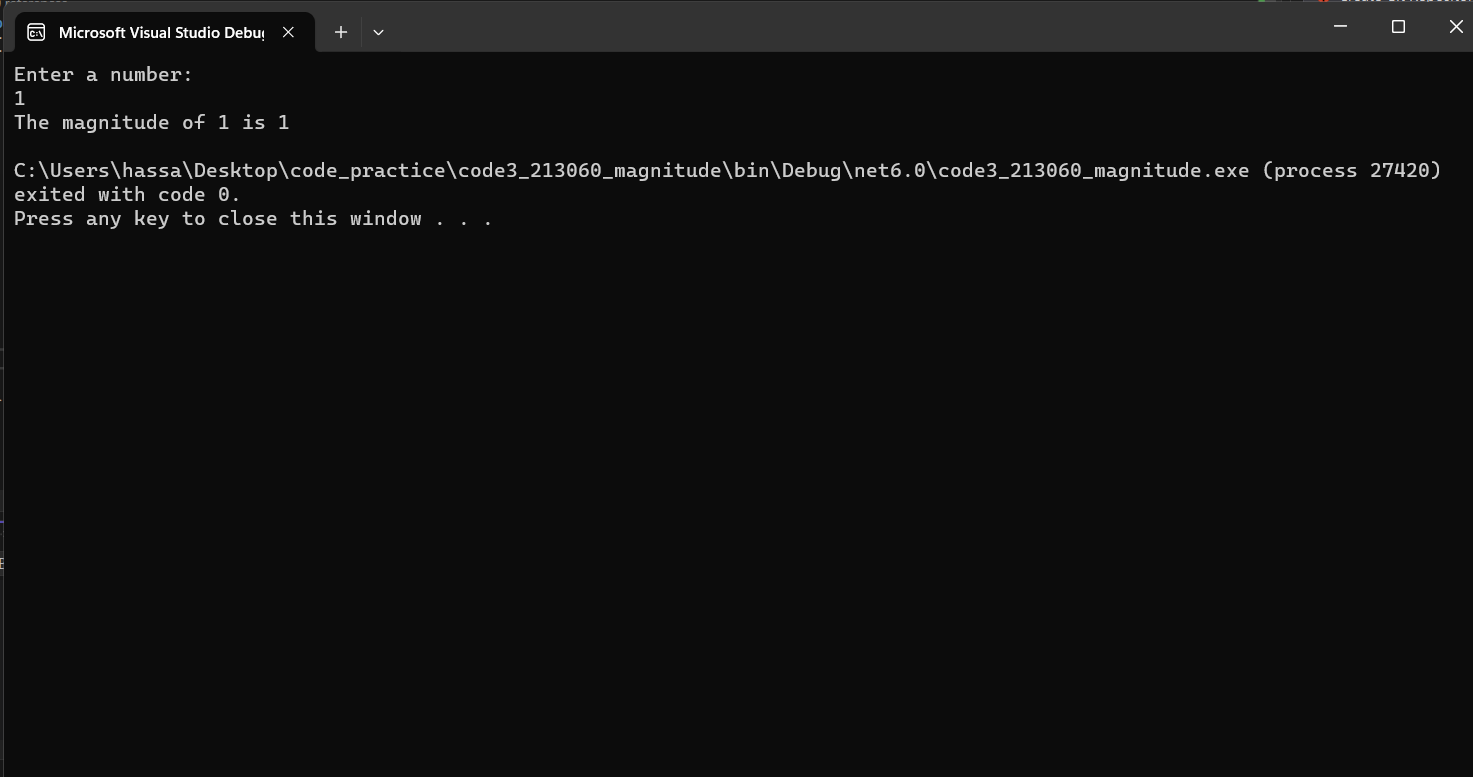 Microsoft Visual Studio Debug
Enter a number:
1
The magnitude of 1 is 1
C:\Users\hassa\Desktop\code_practice\code3_213060_magnitude\bin\Debug\net6.0\code3_213060_magnitude.exe (process 27420)
exited with code 0.
Press any key to close this window . . .